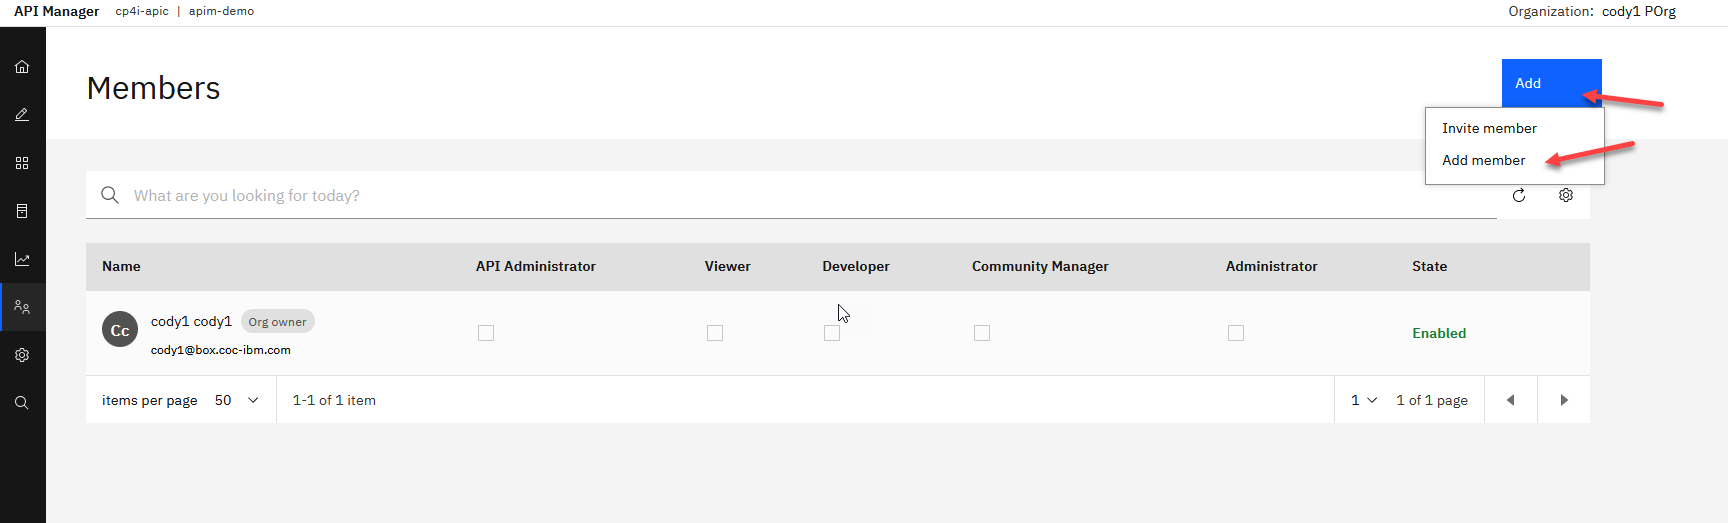 API Manager cp4i-apic | apim-demo Organization: cody1 POrg
Members
Add
Invite member
Add member
What are you looking for today?
Name API Administrator Viewer Developer Community Manager Administrator State
Cc cody1 cody1 Org owner
cody1@box.coc-ibm.com
Enabled
items per page 50 1-1 of 1 item 1 1 of 1 page